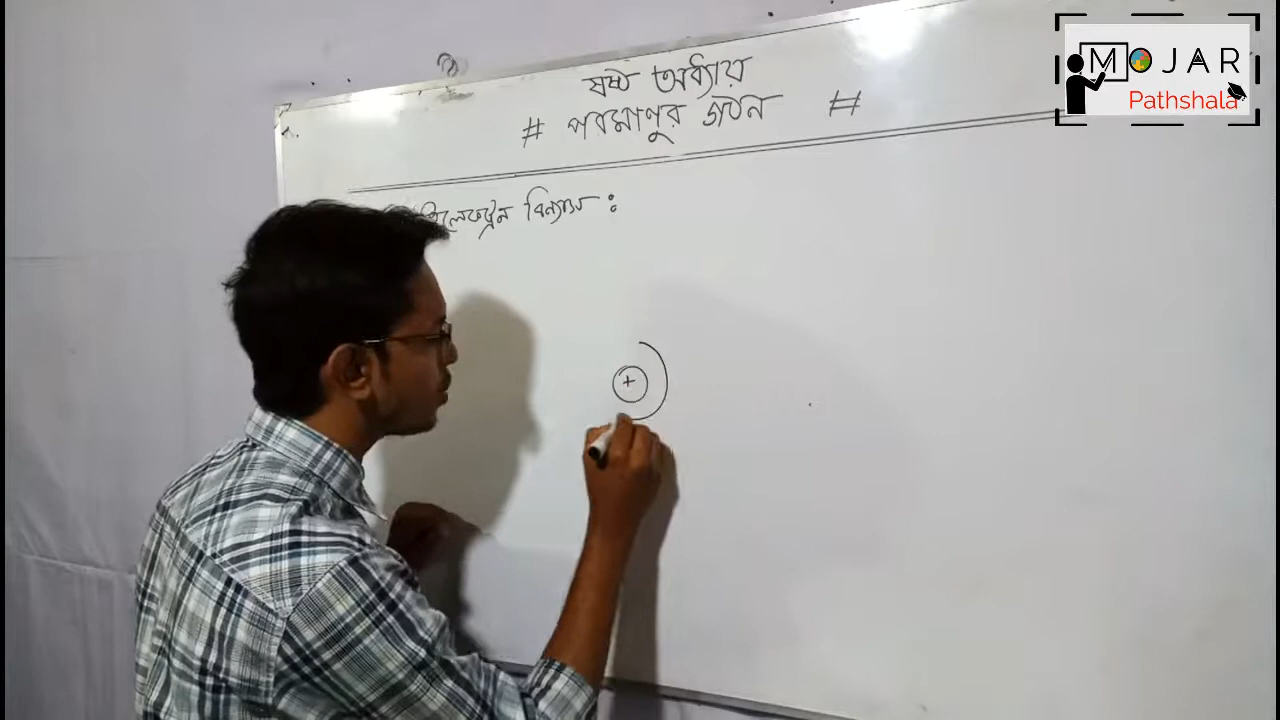 ষষ্ঠ অধ্যায়
# পরমাণুর গঠন #
ইলেকট্রন বিন্যাস :
+
MOJAR
Pathshala